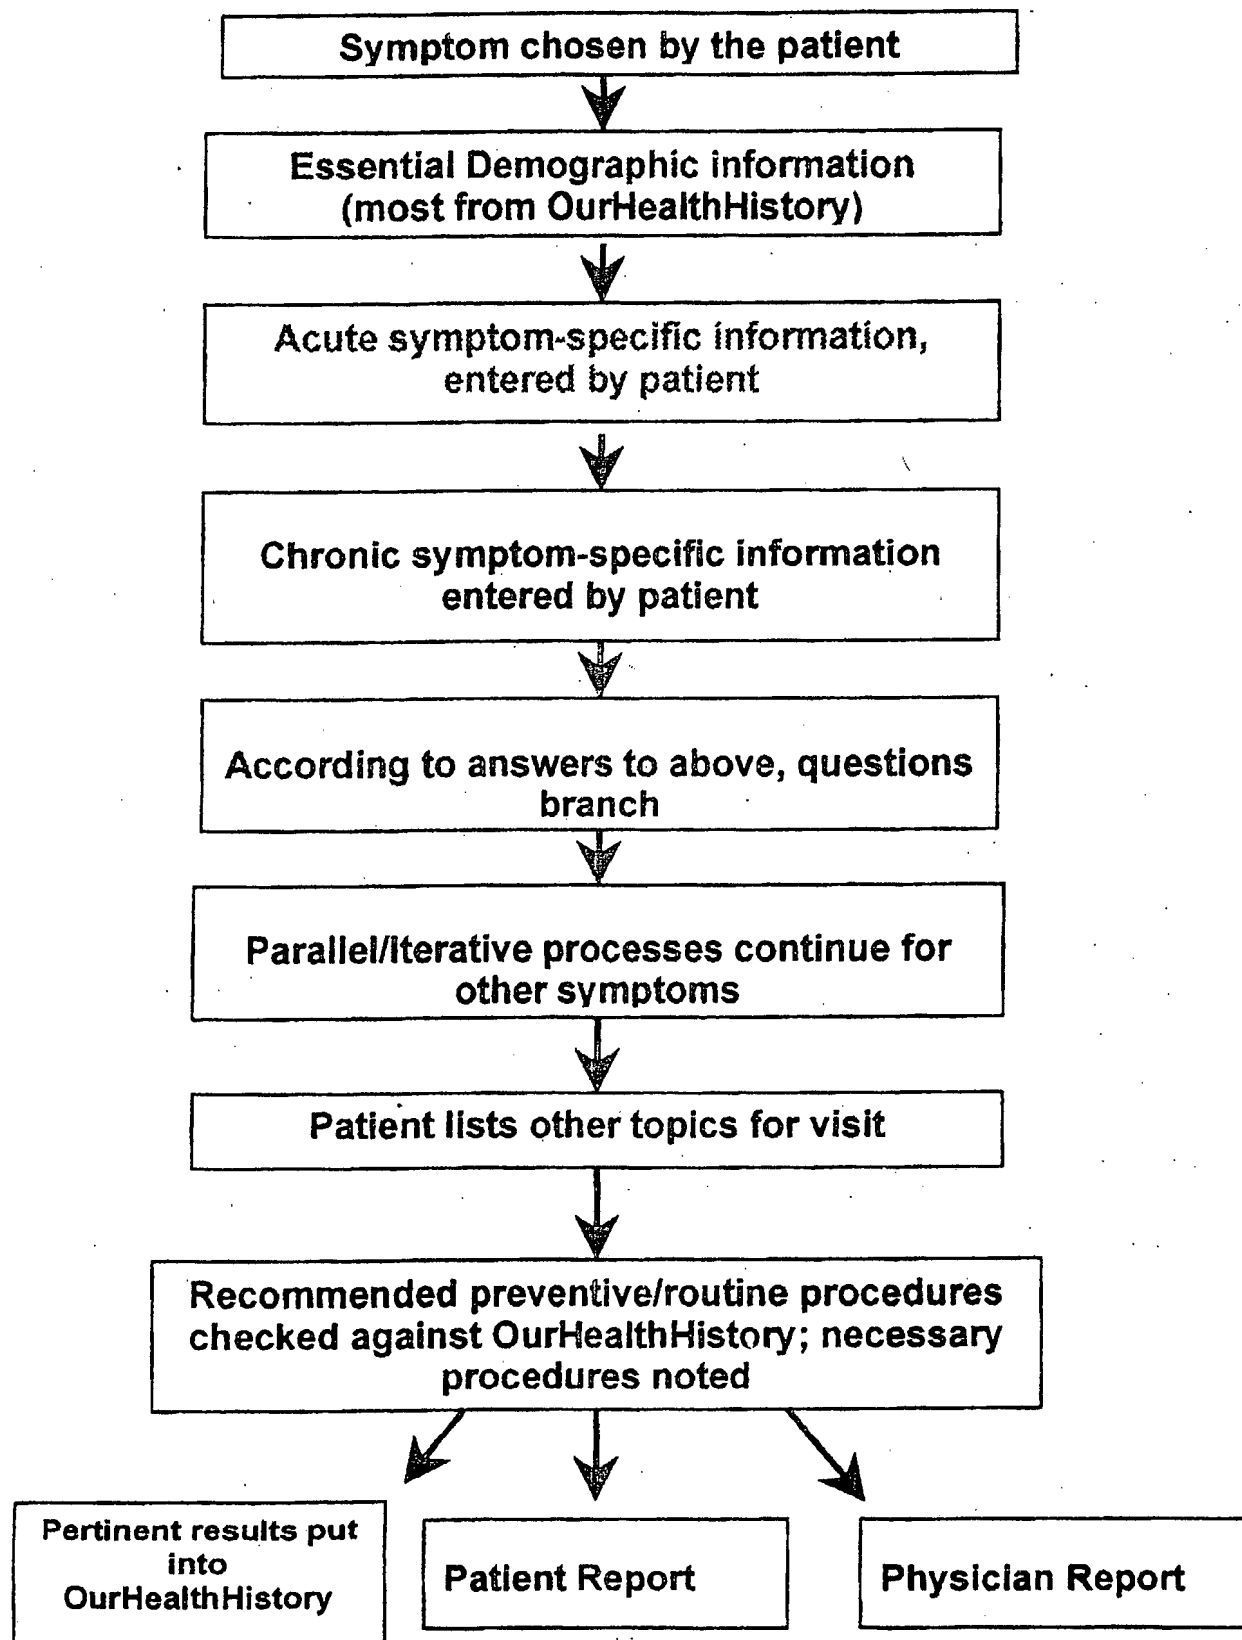 Symptom chosen by the patient
Essential Demographic information
(most from OurHealthHistory)
Acute symptom-specific information,
entered by patient
Chronic symptom-specific information
entered by patient
According to answers to above, questions
branch
Parallel/Iterative processes continue for
other symptoms
Patient lists other topics for visit
Recommended preventive/routine procedures
checked against OurHealthHistory; necessary
procedures noted
Pertinent results put
into
OurHealthHistory
Patient Report
Physician Report